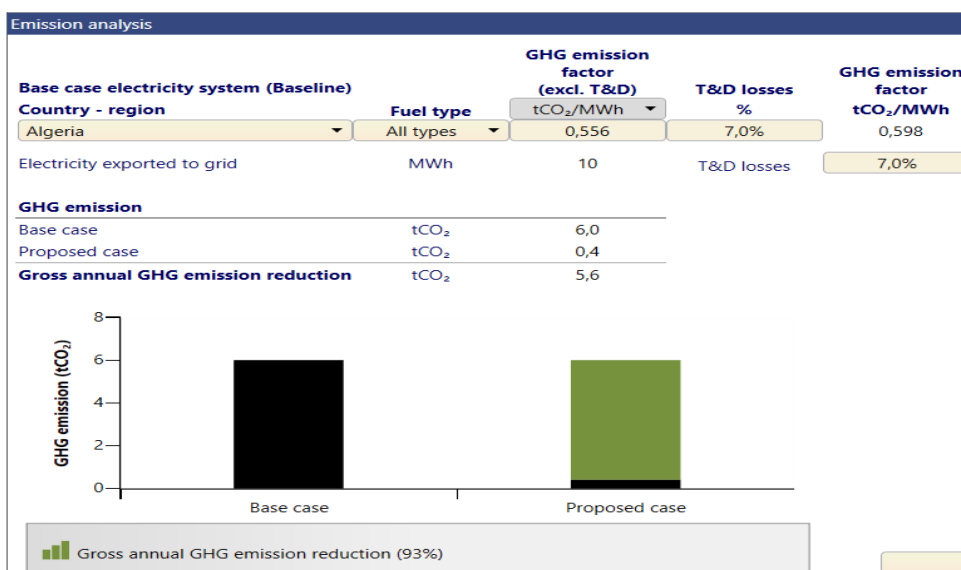 Emission analysis
GHG emission
factor
(excl. T&D)
GHG emission
factor
Base case electricity system (Baseline)
T&D losses
Country - region
Fuel type
tCO₂/MWh
%
tCO₂/MWh
Algeria
All types
0,556
7,0%
0,598
Electricity exported to grid
MWh
10
T&D losses
7,0%
GHG emission
Base case
tCO₂
6,0
Proposed case
tCO₂
0,4
Gross annual GHG emission reduction
tCO₂
5,6
GHG emission (tCO₂)
8
6
4
2
0
Base case
Proposed case
Gross annual GHG emission reduction (93%)